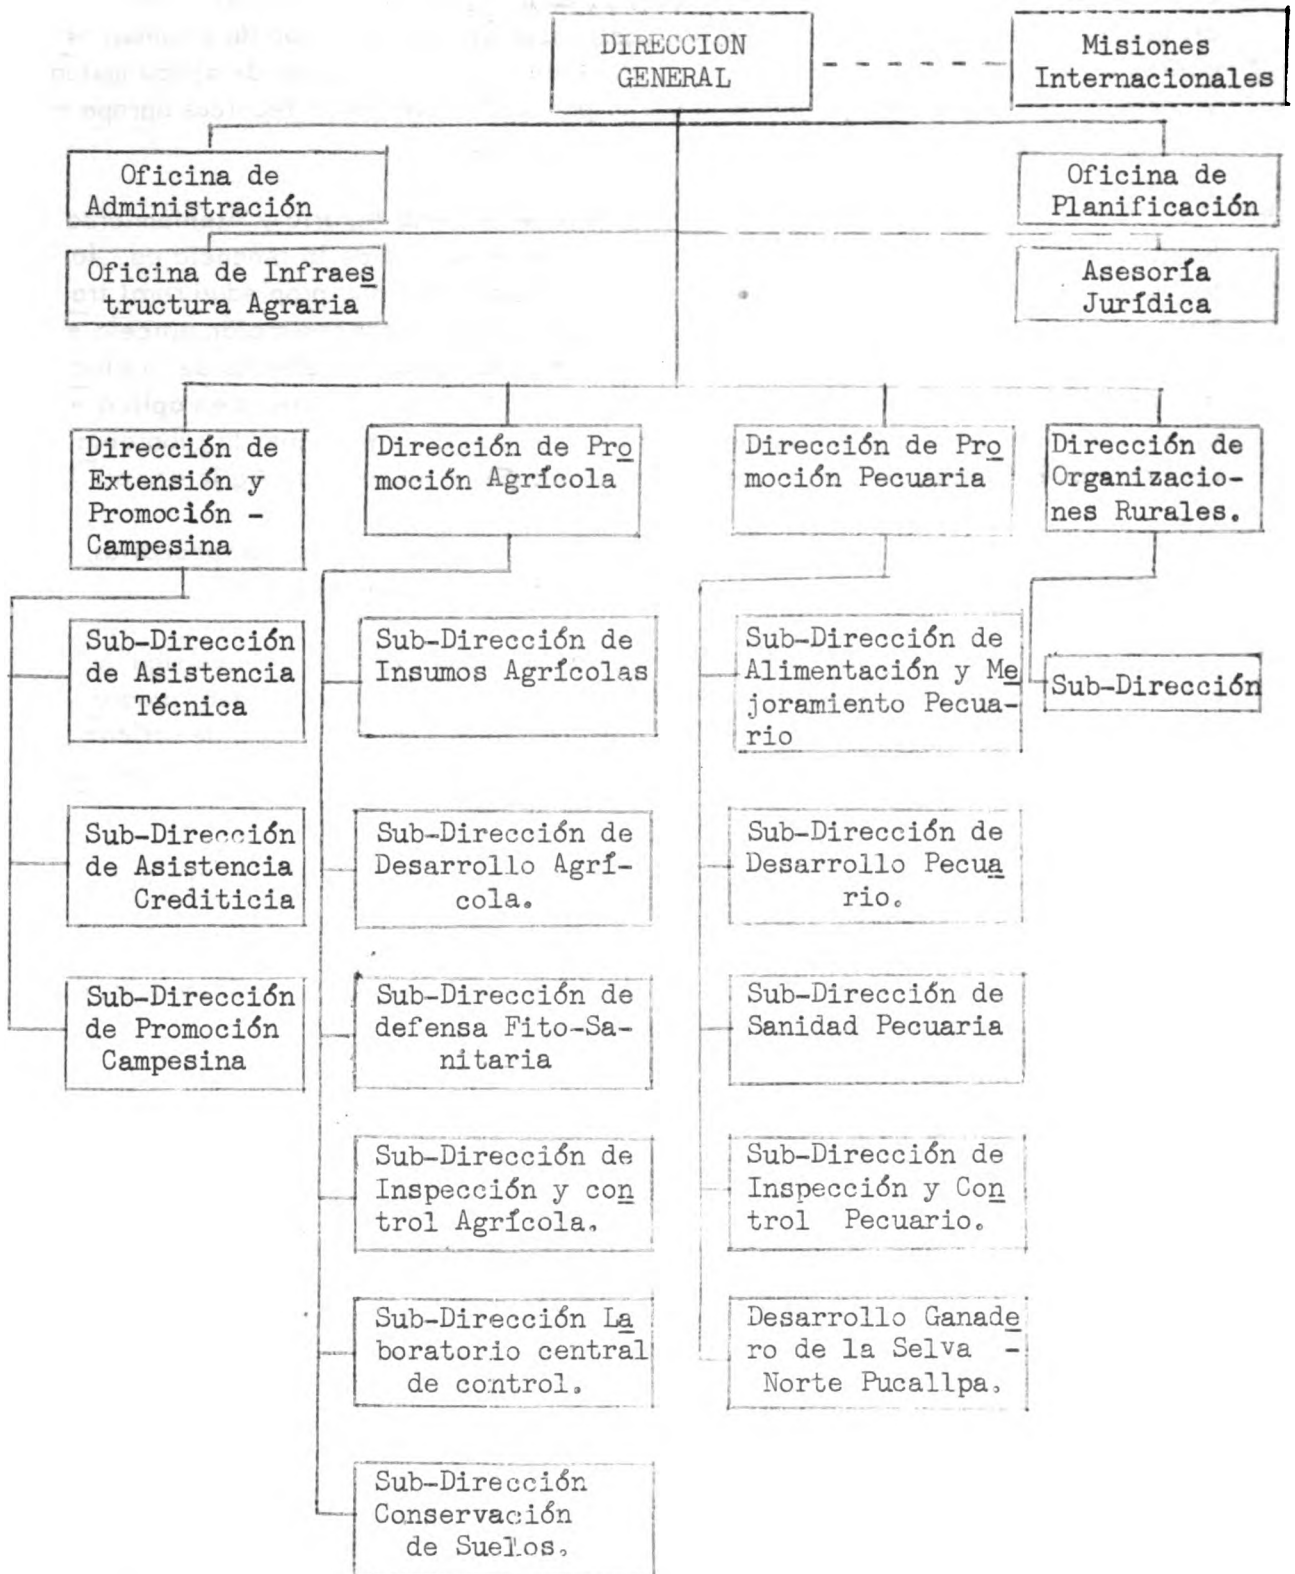 DIRECCION
GENERAL
Misiones
Internacionales
Oficina de
Administración
Oficina de
Planificación
Oficina de Infraes
tructura Agraria
Asesoría
Jurídica
Dirección de
Extensión y
Promoción -
Campesina
Dirección de Pro
moción Agrícola
Dirección de Pro
moción Pecuaria
Dirección de
Organizacio-
nes Rurales.
Sub-Dirección
de Asistencia
Técnica
Sub-Dirección
de Asistencia
Crediticia
Sub-Dirección
de Promoción
Campesina
Sub-Dirección de
Insumos Agrícolas
Sub-Dirección de
Desarrollo Agrí-
cola.
Sub-Dirección de
defensa Fito-Sa-
nitaria
Sub-Dirección de
Inspección y con
trol Agrícola.
Sub-Dirección La
boratorio central
de control.
Sub-Dirección
Conservación
de Suelos.
Sub-Dirección de
Alimentación y Me
joramiento Pecua-
rio
Sub-Dirección de
Desarrollo Pecua
rio.
Sub-Dirección de
Sanidad Pecuaria
Sub-Dirección de
Inspección y Con
trol Pecuario.
Desarrollo Ganade
ro de la Selva -
Norte Pucallpa.
Sub-Dirección